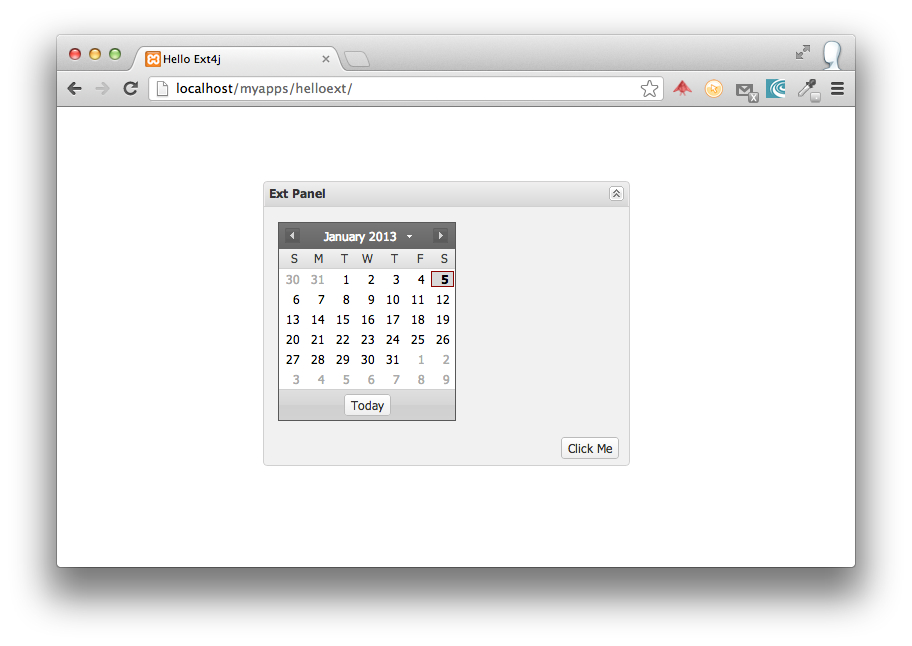 Hello Ext4j
localhost/myapps/helloext/
Ext Panel
January 2013
S M T W T F S
30 31 1 2 3 4 5
6 7 8 9 10 11 12
13 14 15 16 17 18 19
20 21 22 23 24 25 26
27 28 29 30 31 1 2
3 4 5 6 7 8 9
Today
Click Me